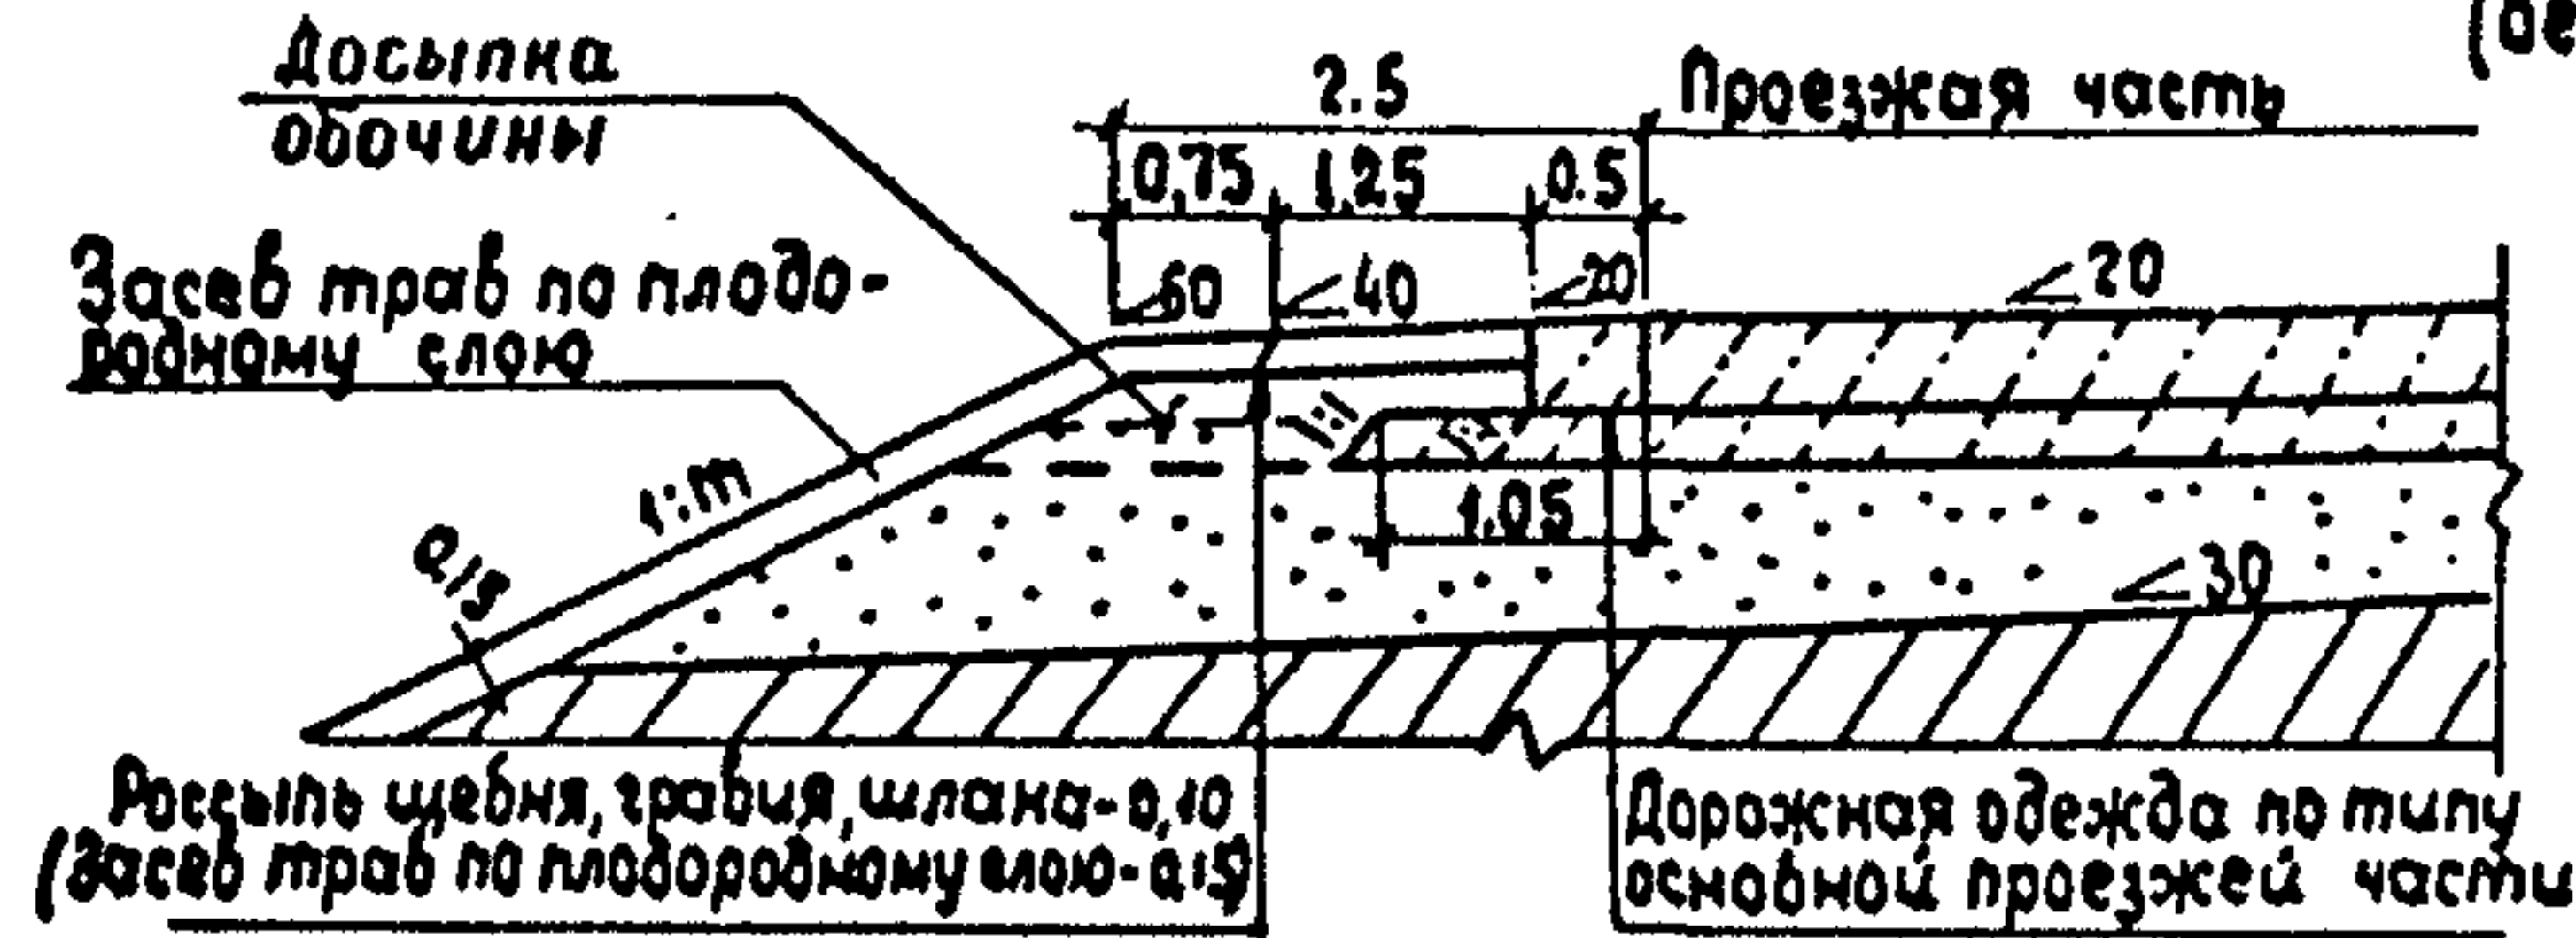 Досыпка
обочины
2.5
Проезжая часть
0,75 1,25 0.5
Засев трав по плодо-
родному слою
60 40 20 20
1:1
1:m
0,15
1.05
30
Россыпь щебня, гравия, шлака-0,10
(Засев трав по плодородному слою-0,15)
Дорожная одежда по типу
основной проезжей части